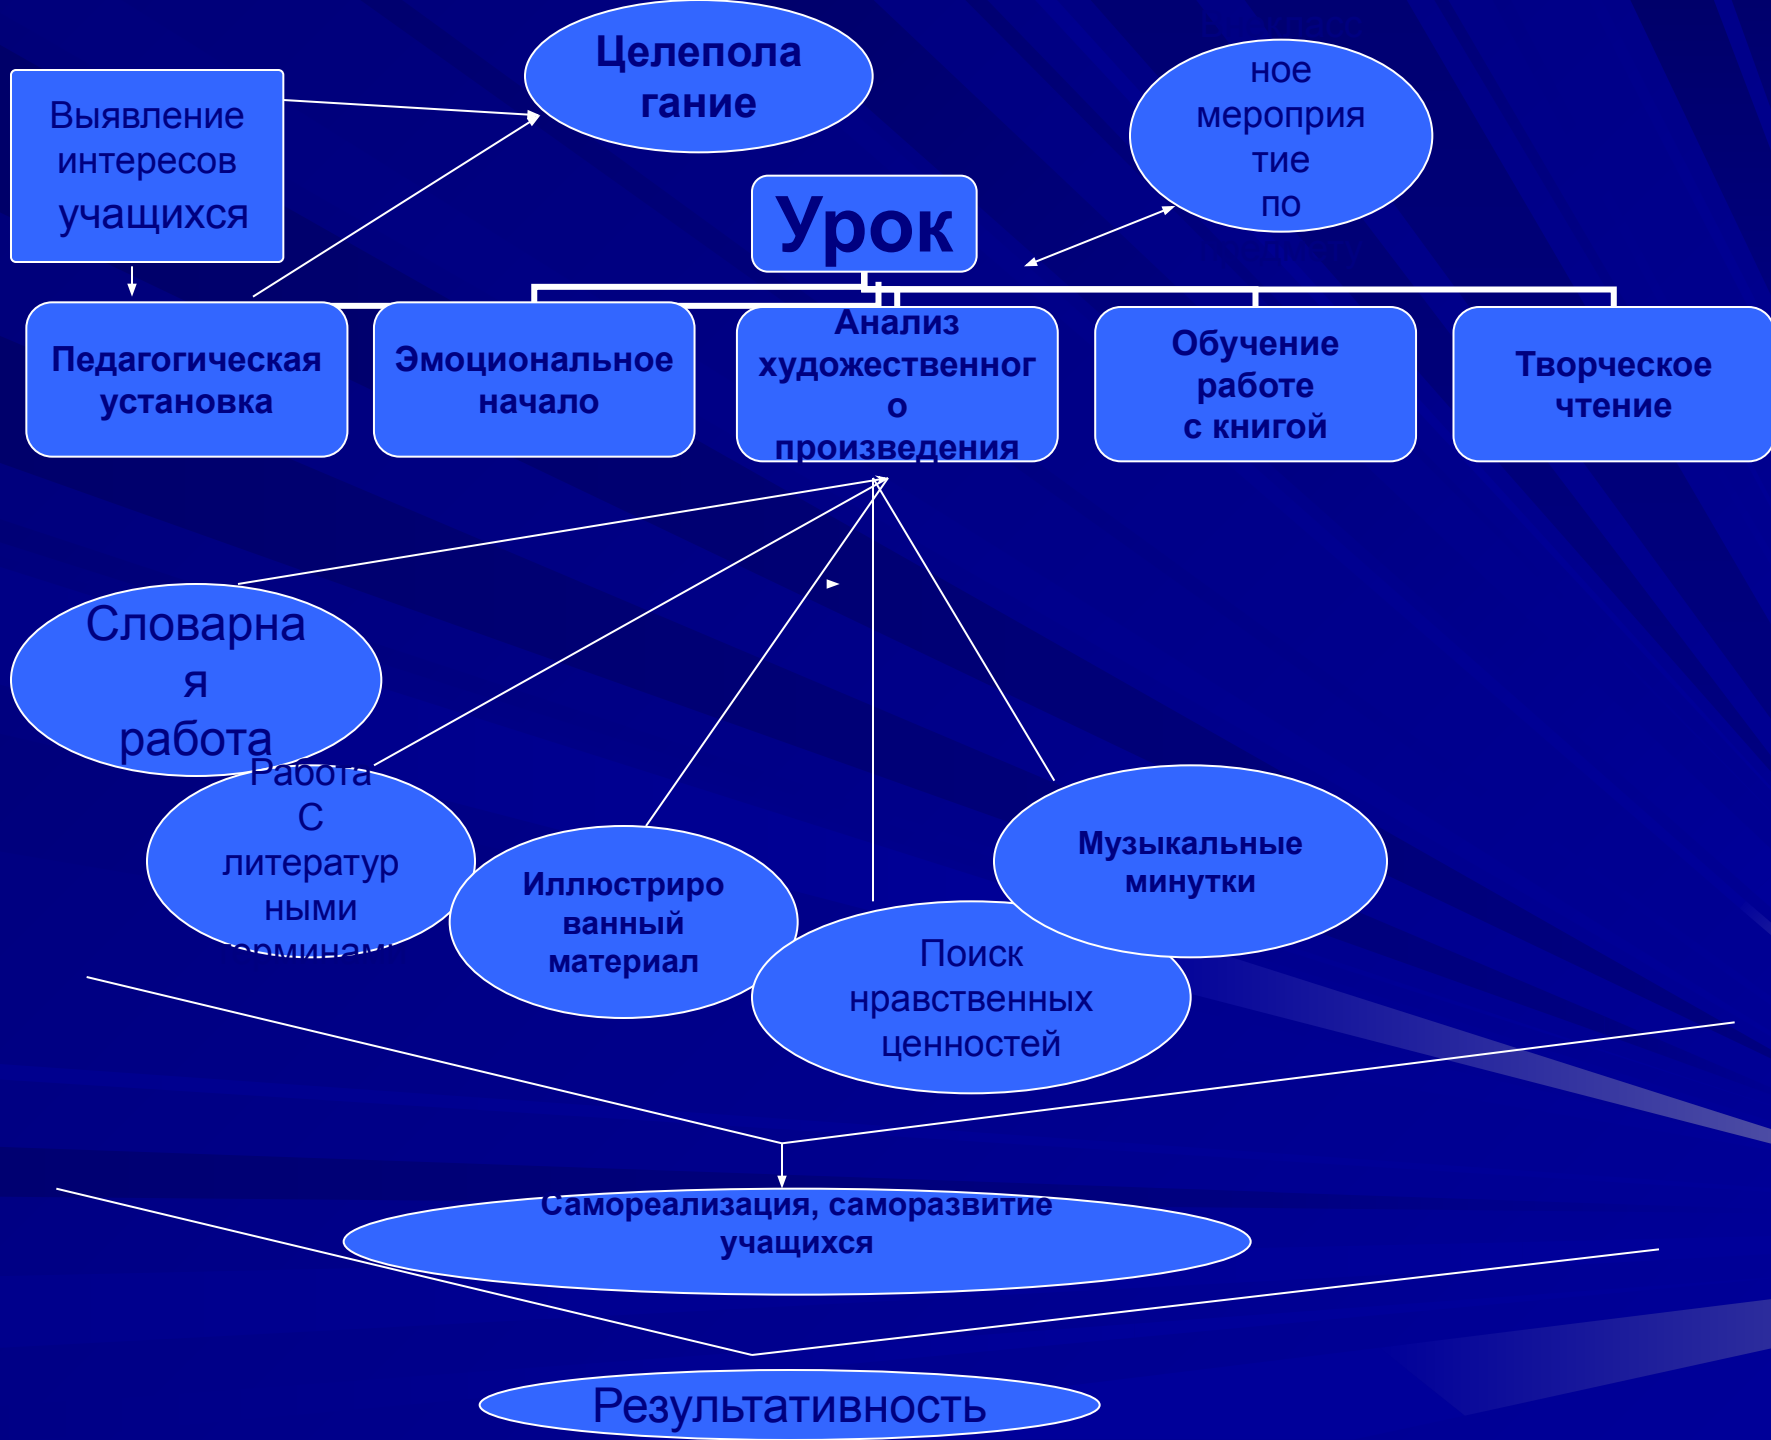 Целепола
гание
ное
мероприя
тие
по
Выявление
интересов
учащихся
Урок
Педагогическая
установка
Эмоциональное
начало
Анализ
художественног
о
произведения
Обучение
работе
с книгой
Творческое
чтение
Словарна
я
работа
Работа
С
литератур
ными
Иллюстриро
ванный
материал
Музыкальные
минутки
Поиск
нравственных
ценностей
Самореализация, саморазвитие
учащихся
Результативность